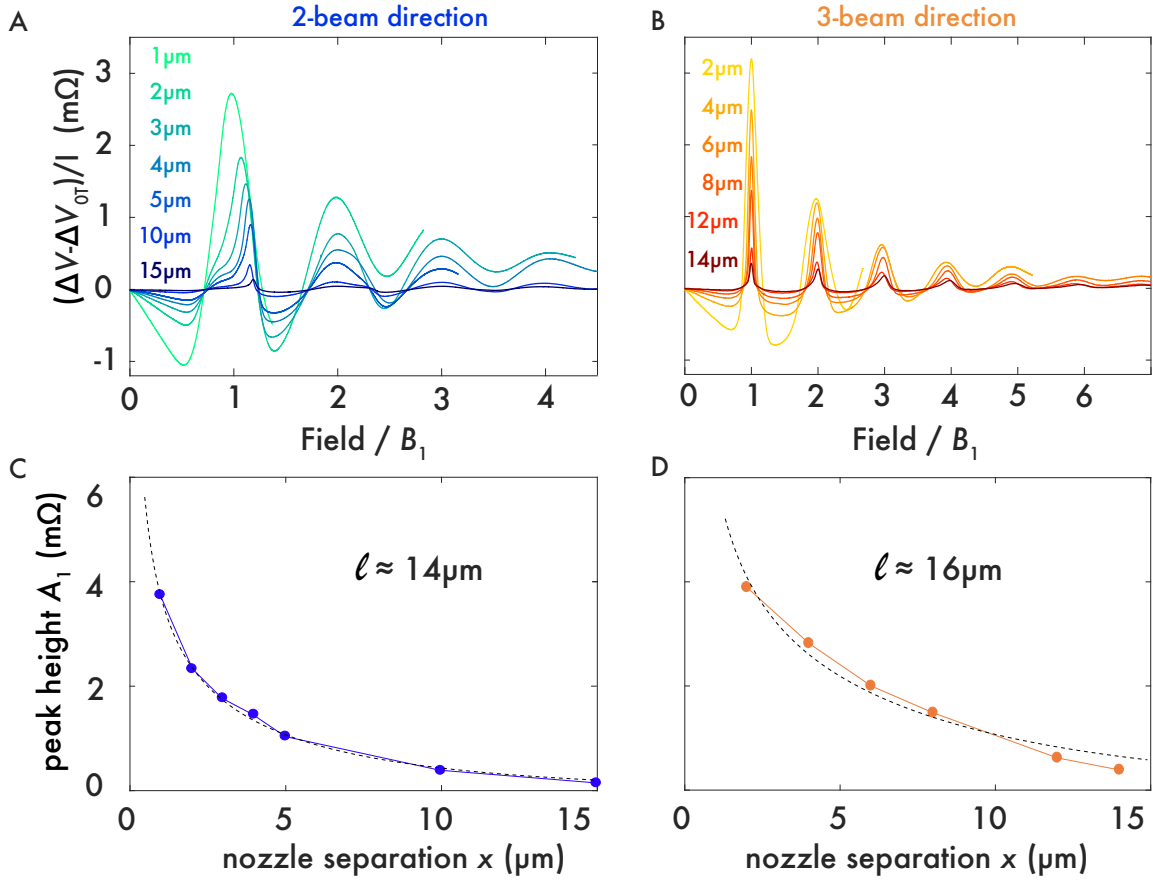 A
2-beam direction
(ΔV-ΔV0T)/I (mΩ)
3
2
1
0
-1
1μm
2μm
3μm
4μm
5μm
10μm
15μm
0 1 2 3 4
Field / B1
B
3-beam direction
2μm
4μm
6μm
8μm
12μm
14μm
0 1 2 3 4 5 6
Field / B1
C
peak height A1 (mΩ)
6
4
2
0
ℓ ≈ 14μm
0 5 10 15
nozzle separation x (μm)
D
ℓ ≈ 16μm
0 5 10 15
nozzle separation x (μm)